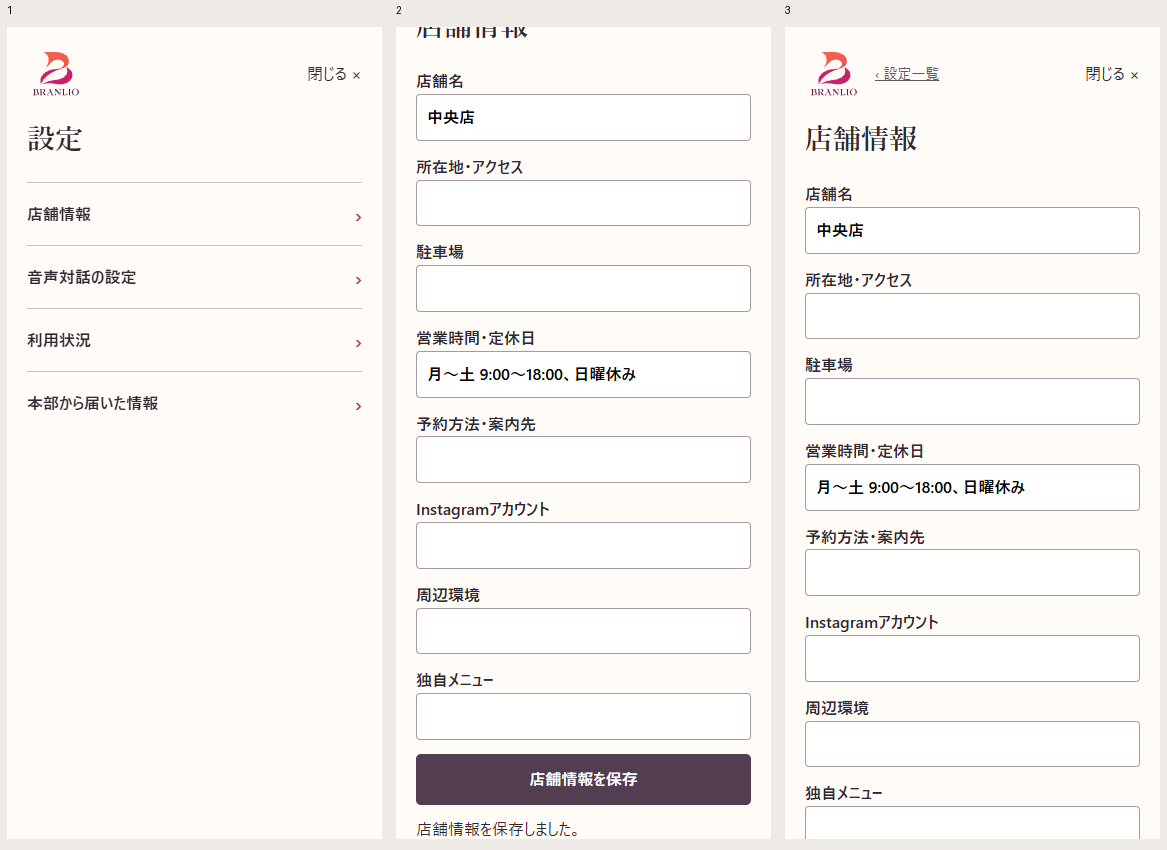 1
BRANLIO
閉じる ×
設定
店舗情報 ›
音声対話の設定 ›
利用状況 ›
本部から届いた情報 ›
2
店舗情報
店舗名
中央店
所在地・アクセス
駐車場
営業時間・定休日
月～土 9:00～18:00、日曜休み
予約方法・案内先
Instagramアカウント
周辺環境
独自メニュー
店舗情報を保存
店舗情報を保存しました。
3
BRANLIO
‹ 設定一覧
閉じる ×
店舗情報
店舗名
中央店
所在地・アクセス
駐車場
営業時間・定休日
月～土 9:00～18:00、日曜休み
予約方法・案内先
Instagramアカウント
周辺環境
独自メニュー